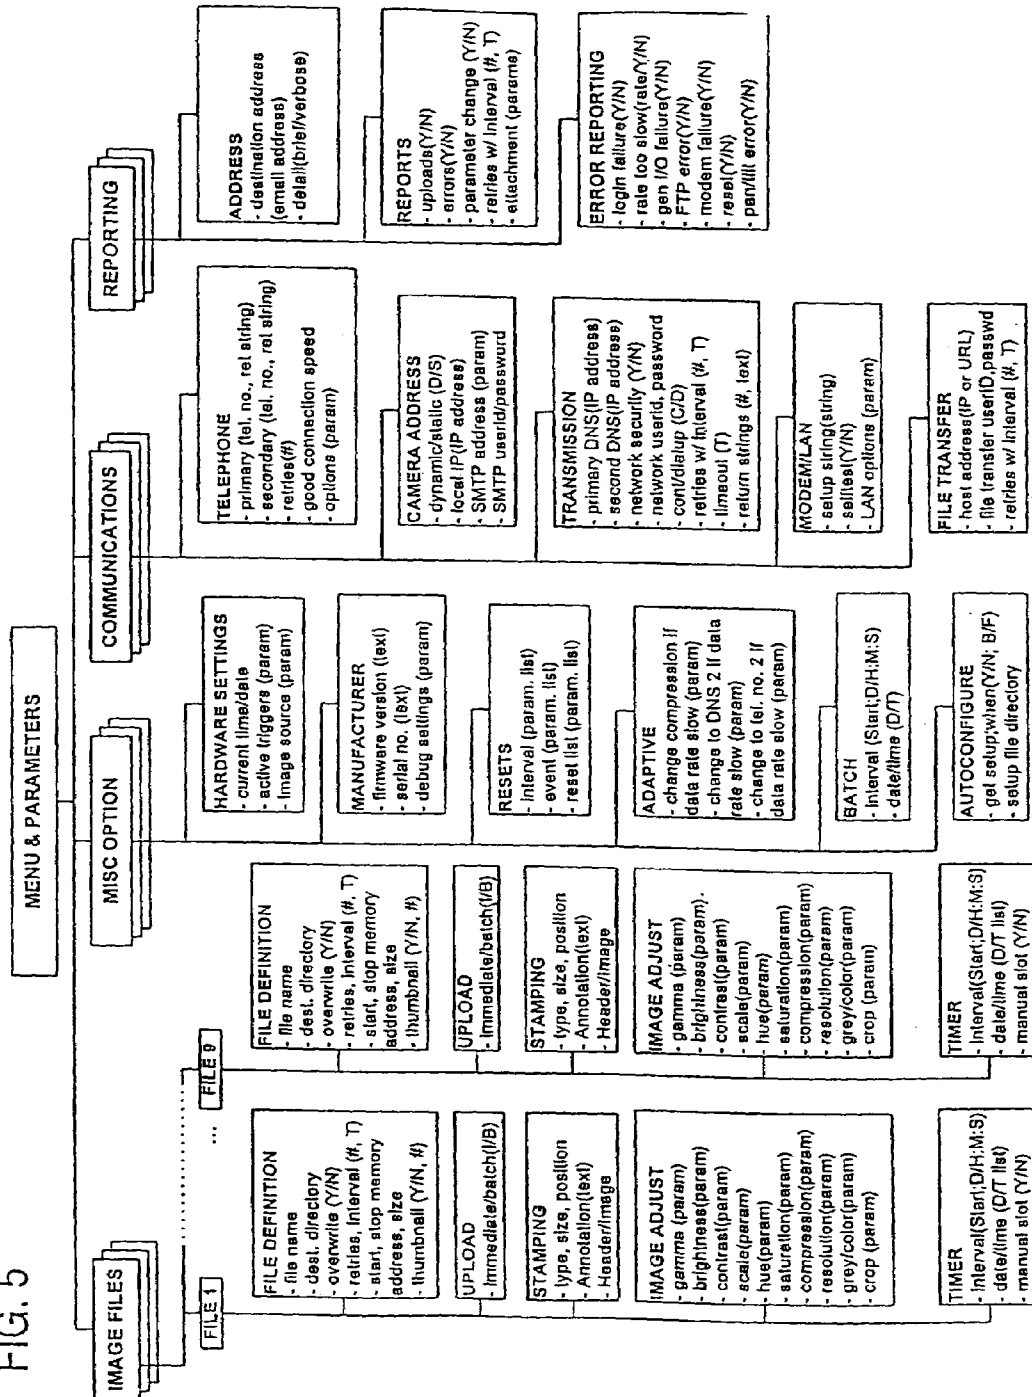 FIG. 5
MENU & PARAMETERS
IMAGE FILES
MISC OPTION
COMMUNICATIONS
REPORTING
FILE 1
...
FILE 9
FILE DEFINITION
- file name
- dest. directory
- overwrite (Y/N)
- retries, interval (#, T)
- start, stop memory
address, size
- thumbnail (Y/N, #)
UPLOAD
- Immediate/batch(I/B)
STAMPING
- type, size, position
- Annotation(text)
- Header/Image
IMAGE ADJUST
- gamma (param)
- brightness(param)
- contrast(param)
- scale(param)
- hue(param)
- saturation(param)
- compression(param)
- resolution(param)
- grey/color(param)
- crop (param)
TIMER
- Interval(Start;D/H:M:S)
- date/time (D/T list)
- manual slot (Y/N)
FILE DEFINITION
- file name
- dest. directory
- overwrite (Y/N)
- retries, interval (#, T)
- start, stop memory
address, size
- thumbnail (Y/N, #)
UPLOAD
- Immediate/batch(I/B)
STAMPING
- type, size, position
- Annotation(text)
- Header/Image
IMAGE ADJUST
- gamma (param)
- brightness(param).
- contrast(param)
- scale(param)
- hue(param)
- saturation(param)
- compression(param)
- resolution(param)
- grey/color(param)
- crop (param)
TIMER
- Interval(Start;D/H:M:S)
- date/time (D/T list)
- manual slot (Y/N)
HARDWARE SETTINGS
- current time/date
- active triggers (param)
- image source (param)
MANUFACTURER
- firmware version (text)
- serial no. (text)
- debug settings (param)
RESETS
- Interval (param. list)
- event (param. list)
- reset list (param. list)
ADAPTIVE
- change compression if
data rate slow (param)
- change to DNS 2 if data
rate slow (param)
- change to tel. no. 2 if
data rate slow (param)
BATCH
- Interval (Start;D/H:M:S)
- date/time (D/T)
AUTOCONFIGURE
- get setup;when(Y/N; B/F)
- setup file directory
TELEPHONE
- primary (tel. no., ret string)
- secondary (tel. no., ret string)
- retries(#)
- good connection speed
- options (param)
CAMERA ADDRESS
- dynamic/static (D/S)
- local IP(IP address)
- SMTP address (param)
- SMTP userid/password
TRANSMISSION
- primary DNS(IP address)
- second DNS(IP address)
- network security (Y/N)
- network userid, password
- cont/dialup (C/D)
- retries w/ interval (#, T)
- timeout (T)
- return strings (#, text)
MODEM/LAN
- setup string(string)
- selftest(Y/N)
- LAN options (param)
FILE TRANSFER
- host address(IP or URL)
- file transfer userID,passwd
- retries w/ interval (#, T)
ADDRESS
- destination address
(email address)
- detail(brief/verbose)
REPORTS
- uploads(Y/N)
- errors(Y/N)
- parameter change (Y/N)
- retries w/ Interval (#, T)
- attachment (params)
ERROR REPORTING
- login failure(Y/N)
- rate too slow(rate/Y/N)
- gen I/O failure(Y/N)
- FTP error(Y/N)
- modem failure(Y/N)
- reset(Y/N)
- pan/tilt error(Y/N)